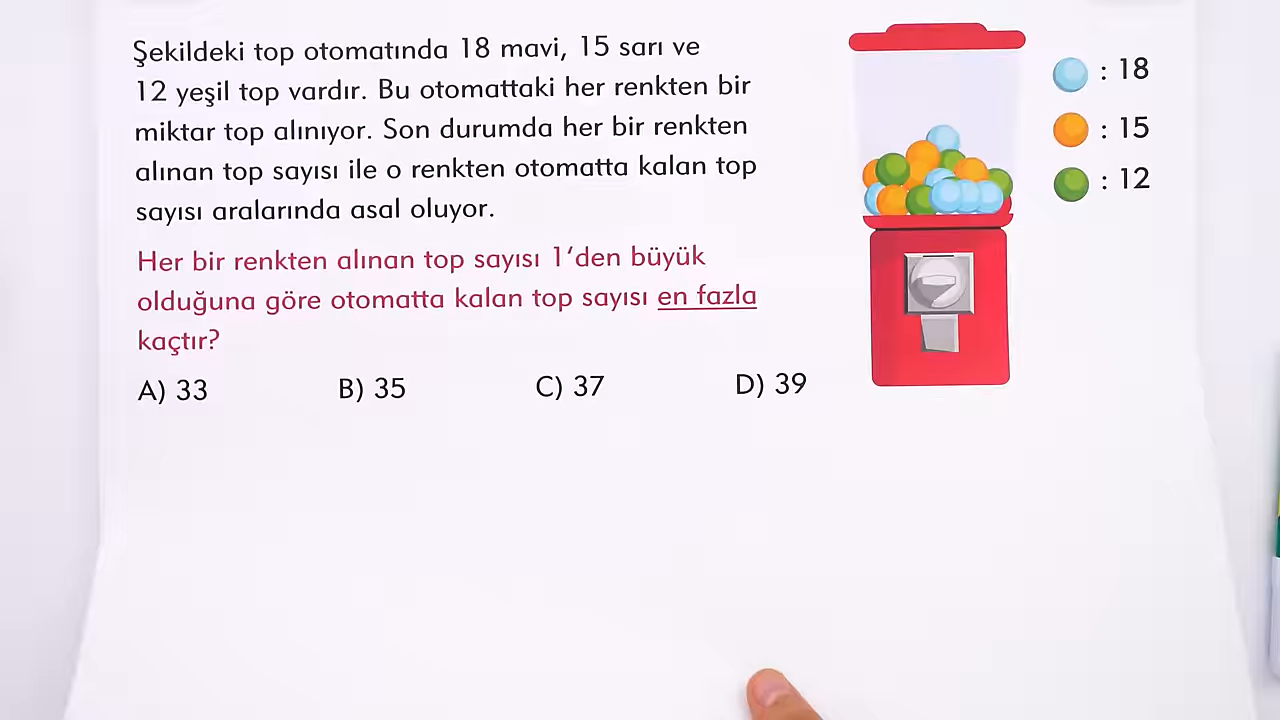 Şekildeki top otomatında 18 mavi, 15 sarı ve
12 yeşil top vardır. Bu otomattaki her renkten bir
miktar top alınıyor. Son durumda her bir renkten
alınan top sayısı ile o renkten otomatta kalan top
sayısı aralarında asal oluyor.
Her bir renkten alınan top sayısı 1'den büyük
olduğuna göre otomatta kalan top sayısı en fazla
kaçtır?
A) 33 B) 35 C) 37 D) 39
: 18
: 15
: 12